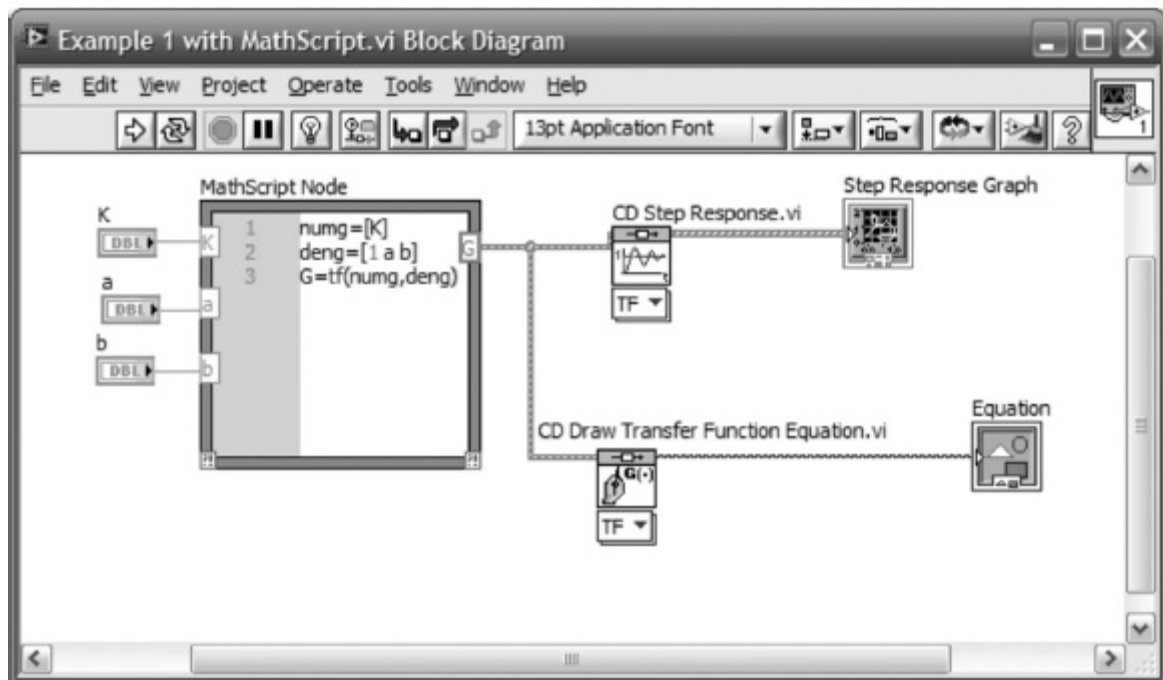 Example 1 with MathScript.vi Block Diagram
File Edit View Project Operate Tools Window Help
13pt Application Font
1
MathScript Node
K
DBL
a
DBL
b
DBL
K
a
b
1 numg=[K]
2 deng=[1 a b]
3 G=tf(numg,deng)
G
CD Step Response.vi
TF
Step Response Graph
CD Draw Transfer Function Equation.vi
G(·)
TF
Equation